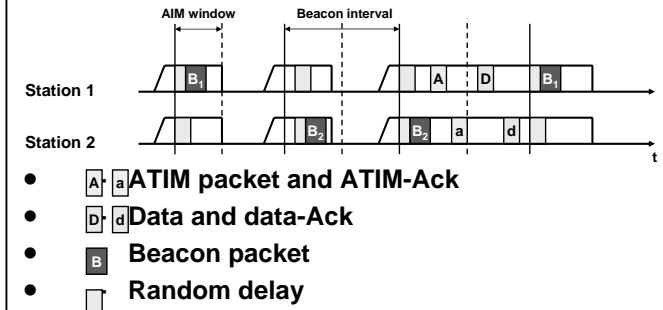 AIM window Beacon interval
B1 A D B1
Station 1
B2 B2 a d
Station 2
t
• A a ATIM packet and ATIM-Ack
• D d Data and data-Ack
• B Beacon packet
• Random delay